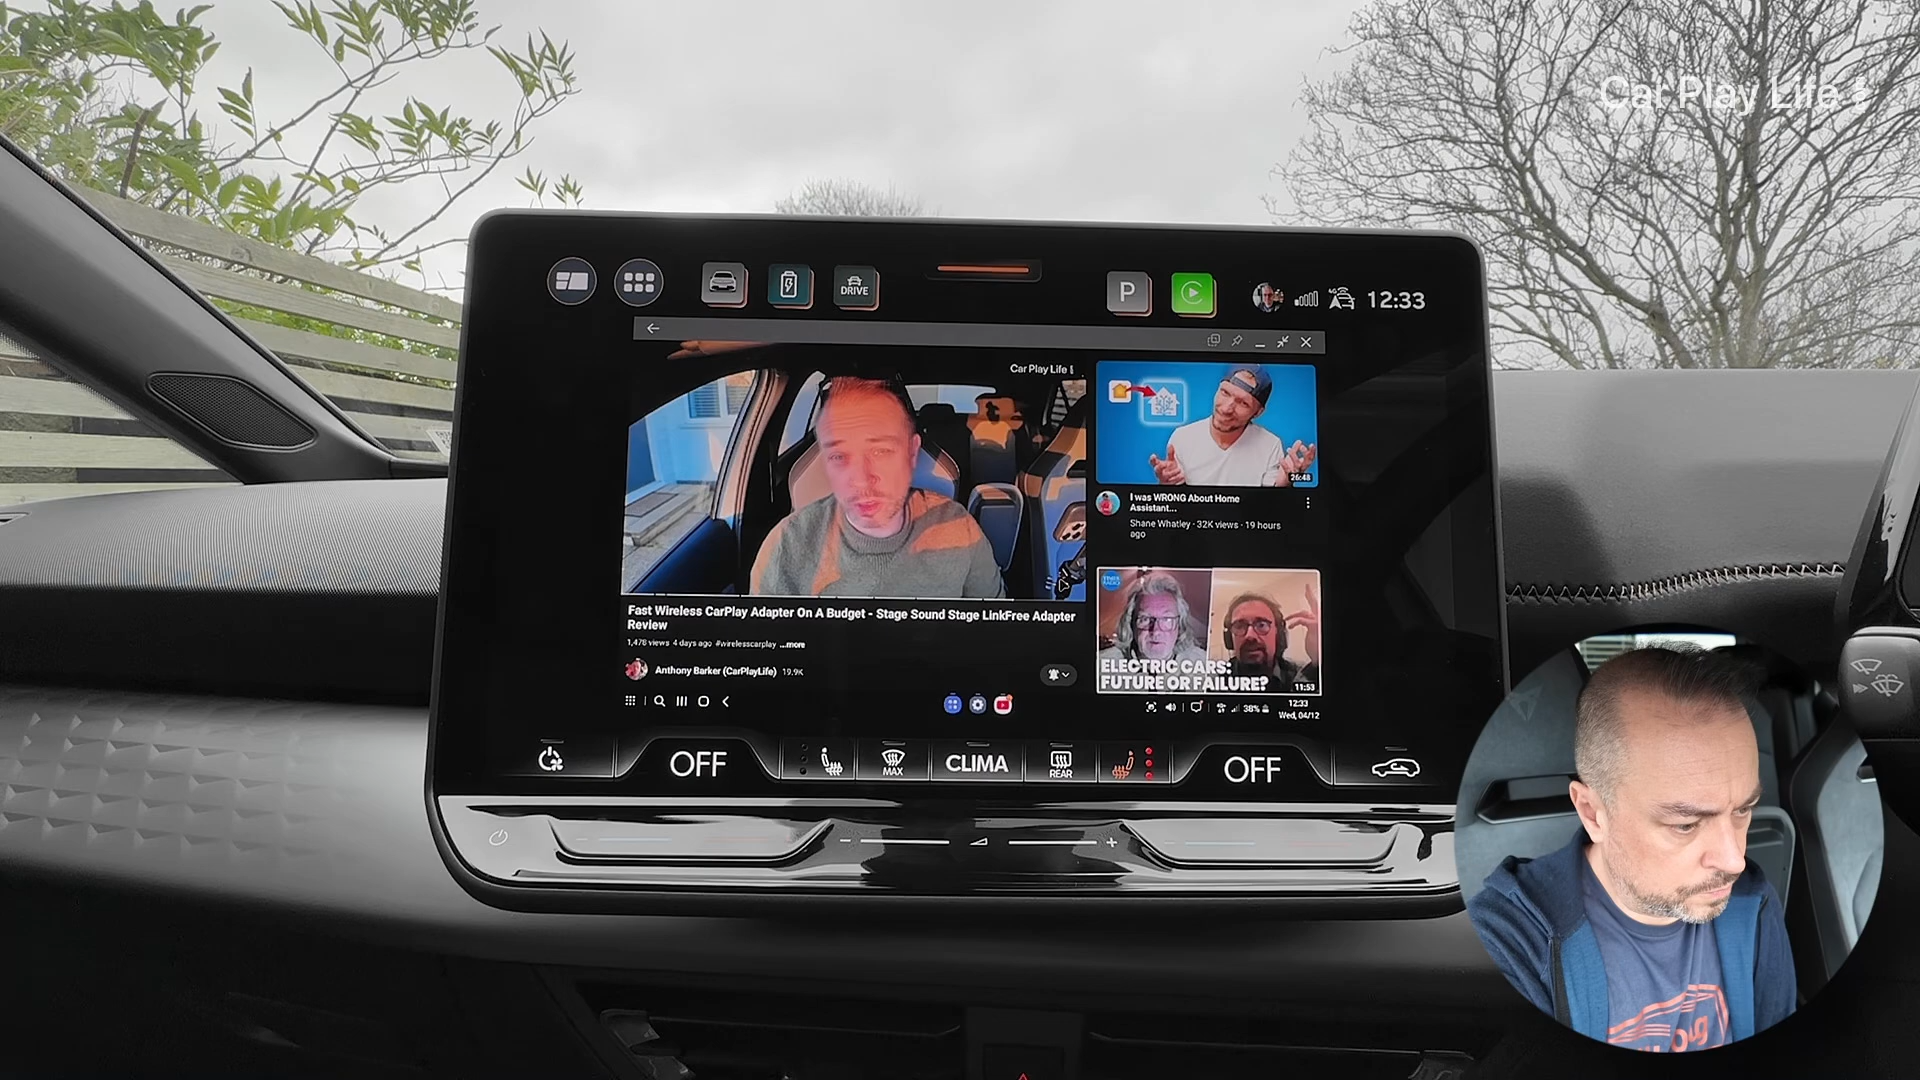 Car Play Life
DRIVE
P
12:33
Car Play Life
26:48
I was WRONG About Home
Assistant...
Shane Whatley · 32K views · 19 hours
ago
Fast Wireless CarPlay Adapter On A Budget - Stage Sound Stage LinkFree Adapter
Review
1,478 views 4 days ago #wirelesscarplay ...more
Anthony Barker (CarPlayLife) 19.9K
ELECTRIC CARS:
FUTURE OR FAILURE?
11:53
38%
12:33
Wed, 04/12
OFF
MAX
CLIMA
REAR
OFF